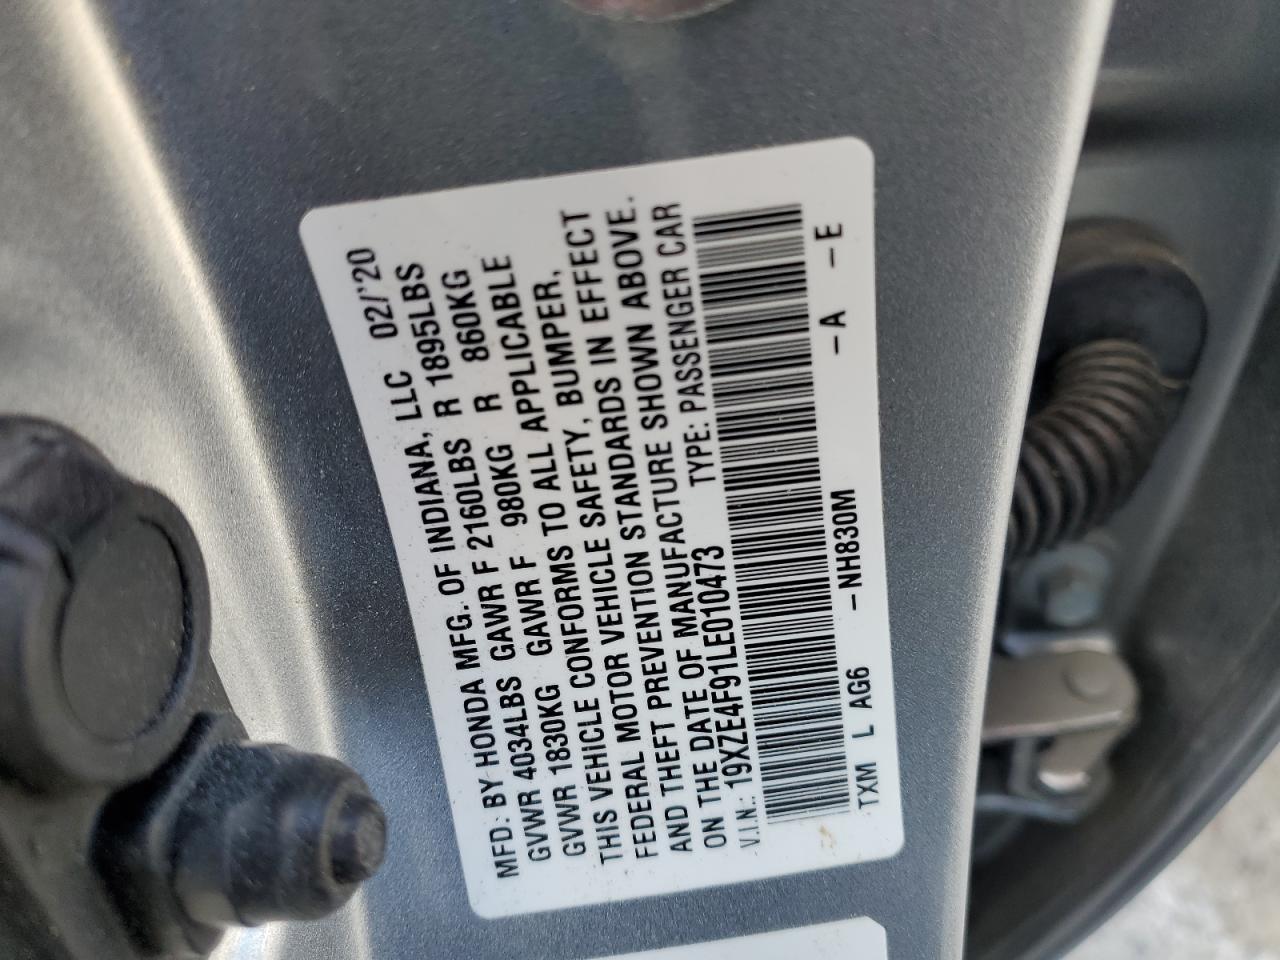 MFD. BY HONDA MFG. OF INDIANA, LLC 02/'20
GVWR 4034LBS GAWR F 2160LBS R 1895LBS
GVWR 1830KG GAWR F 980KG R 860KG
THIS VEHICLE CONFORMS TO ALL APPLICABLE
FEDERAL MOTOR VEHICLE SAFETY, BUMPER,
AND THEFT PREVENTION STANDARDS IN EFFECT
ON THE DATE OF MANUFACTURE SHOWN ABOVE.
V.I.N.: 19XZE4F91LE010473 TYPE: PASSENGER CAR
TXM L AG6 -NH830M -A -E